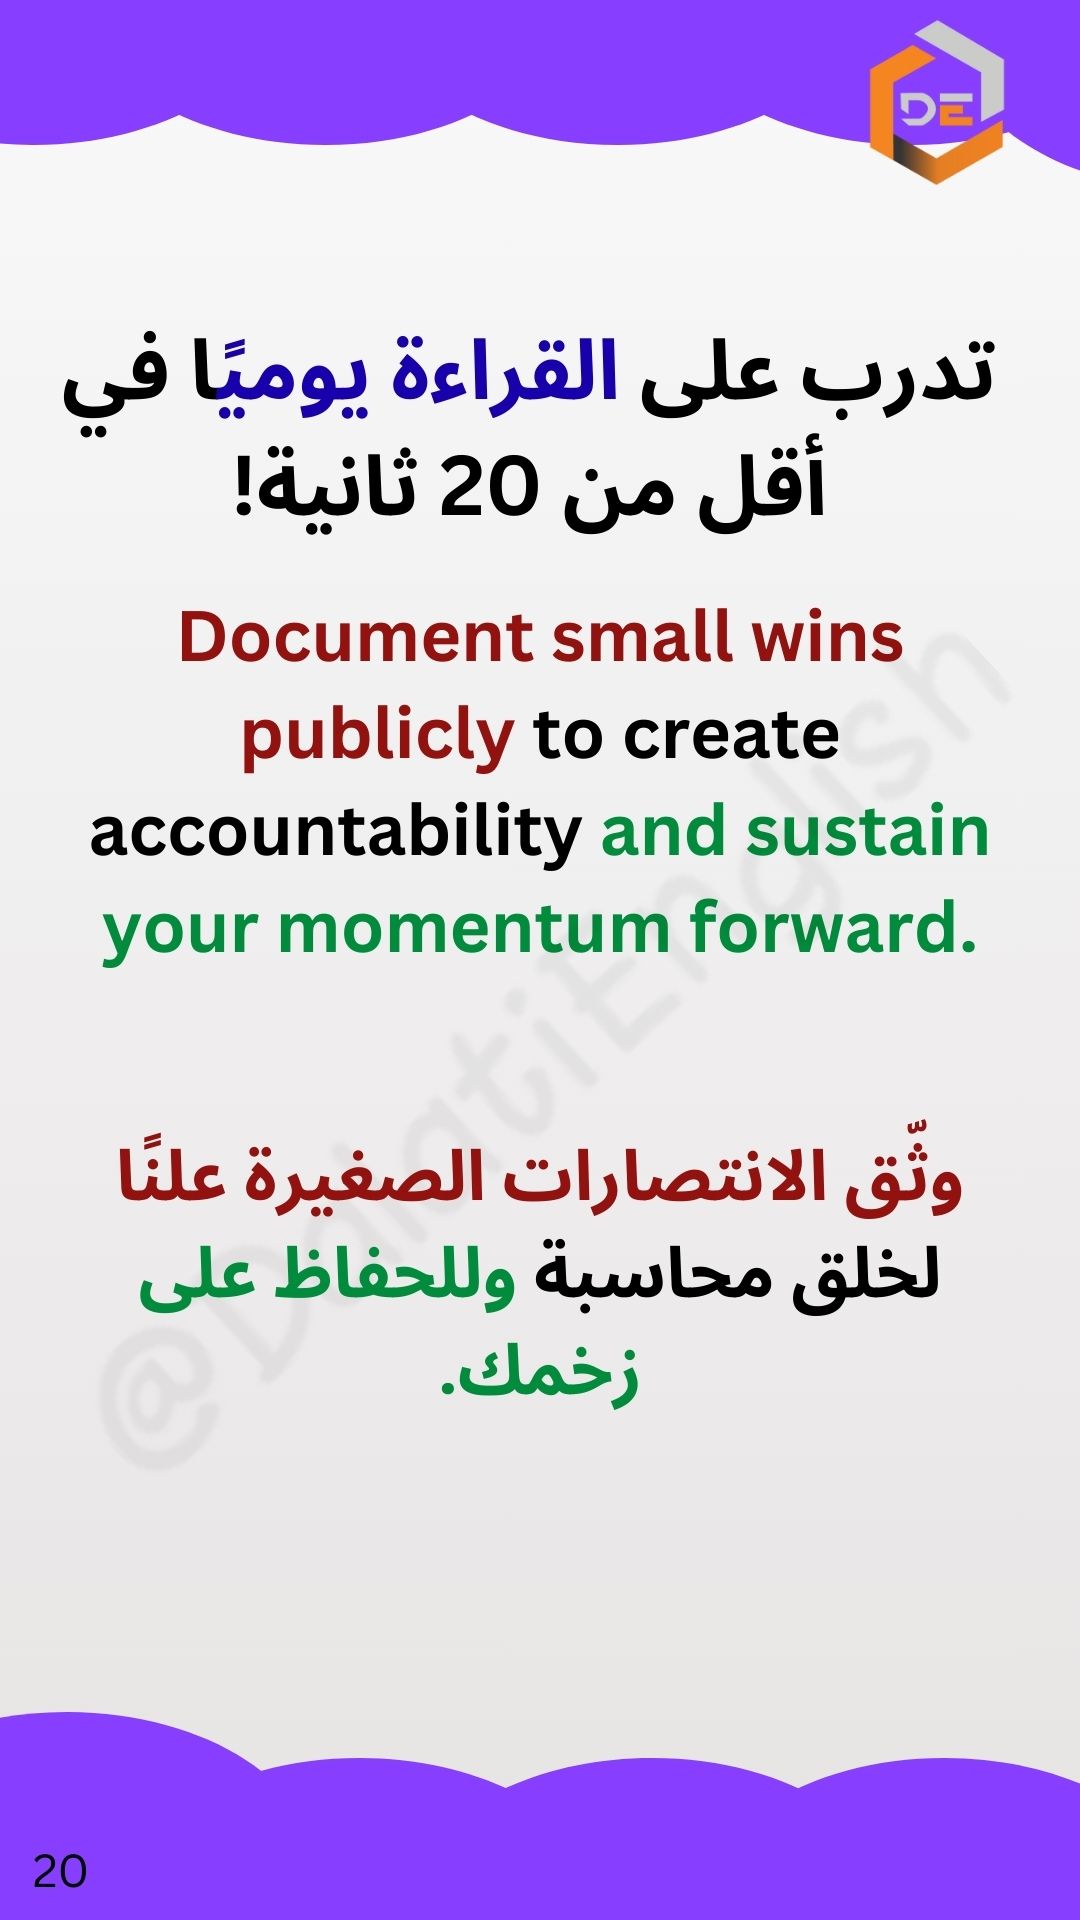 DE
تدرب على القراءة يوميًا في
أقل من 20 ثانية!
Document small wins
publicly to create
accountability and sustain
your momentum forward.
وثّق الانتصارات الصغيرة علنًا
لخلق محاسبة وللحفاظ على
زخمك.
@DalatiEnglish
20